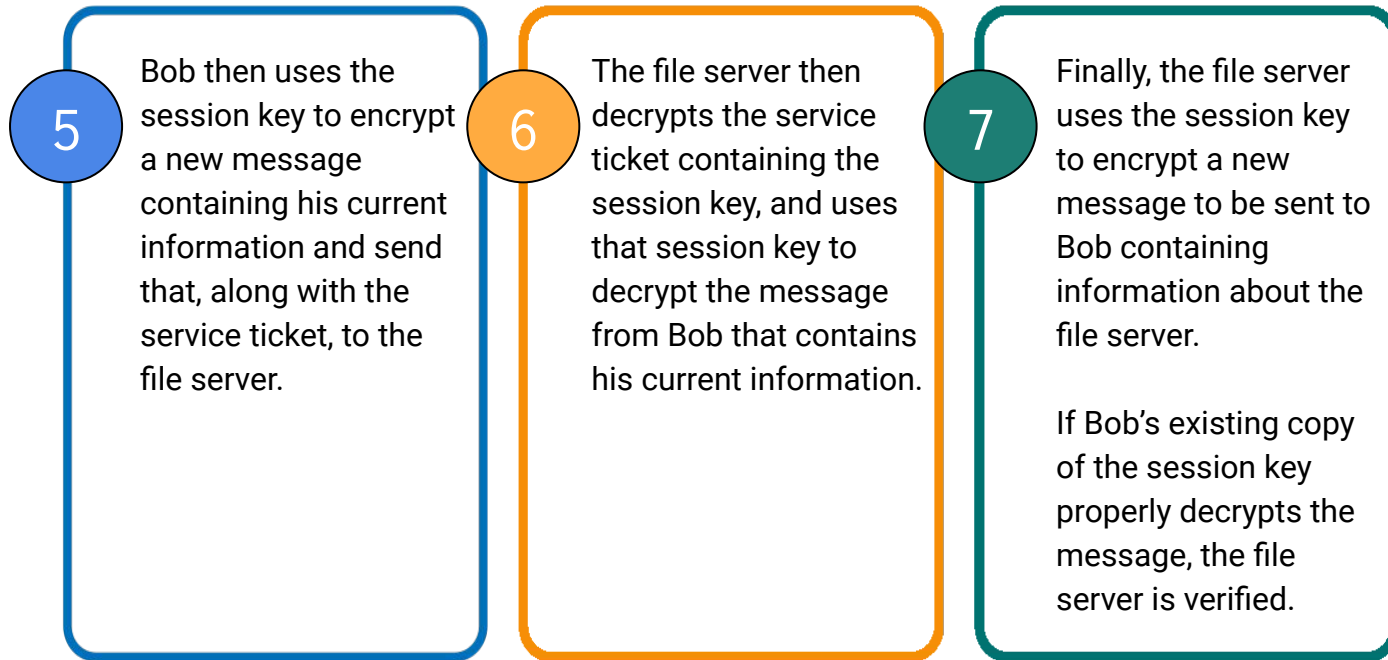 5
Bob then uses the
session key to encrypt
a new message
containing his current
information and send
that, along with the
service ticket, to the
file server.
6
The file server then
decrypts the service
ticket containing the
session key, and uses
that session key to
decrypt the message
from Bob that contains
his current information.
7
Finally, the file server
uses the session key
to encrypt a new
message to be sent to
Bob containing
information about the
file server.
If Bob’s existing copy
of the session key
properly decrypts the
message, the file
server is verified.